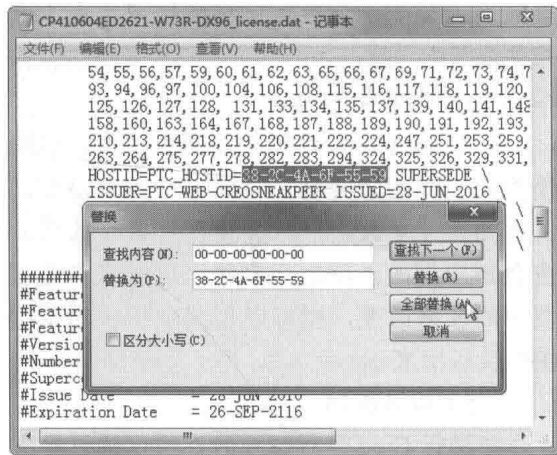 CP410604ED2621-W73R-DX96_license.dat - 记事本
文件(F) 编辑(E) 格式(O) 查看(V) 帮助(H)
54, 55, 56, 57, 59, 60, 61, 62, 63, 65, 66, 67, 69, 71, 72, 73, 74, 7
93, 94, 96, 97, 100, 104, 106, 108, 115, 116, 117, 118, 119, 120,
125, 126, 127, 128, 131, 133, 134, 135, 137, 139, 140, 141, 148
158, 160, 163, 164, 167, 168, 187, 188, 189, 190, 191, 192, 193,
210, 213, 214, 218, 219, 220, 221, 222, 224, 247, 251, 253, 259,
263, 264, 275, 277, 278, 282, 283, 294, 324, 325, 326, 329, 331,
HOSTID=PTC_HOSTID=38-2C-4A-6F-55-59 SUPERSEDE \
ISSUER=PTC-WEB-CREOSNEAKPEEK ISSUED=28-JUN-2016 \
替换
查找内容(N): 00-00-00-00-00-00 查找下一个(F)
替换为(P): 38-2C-4A-6F-55-59 替换(R)
全部替换(A)
区分大小写(C) 取消
########
#Featur
#Featur
#Featur
#Versio
#Number
#Superc
#Issue Date = 28 JUN 2016
#Expiration Date = 26-SEP-2116